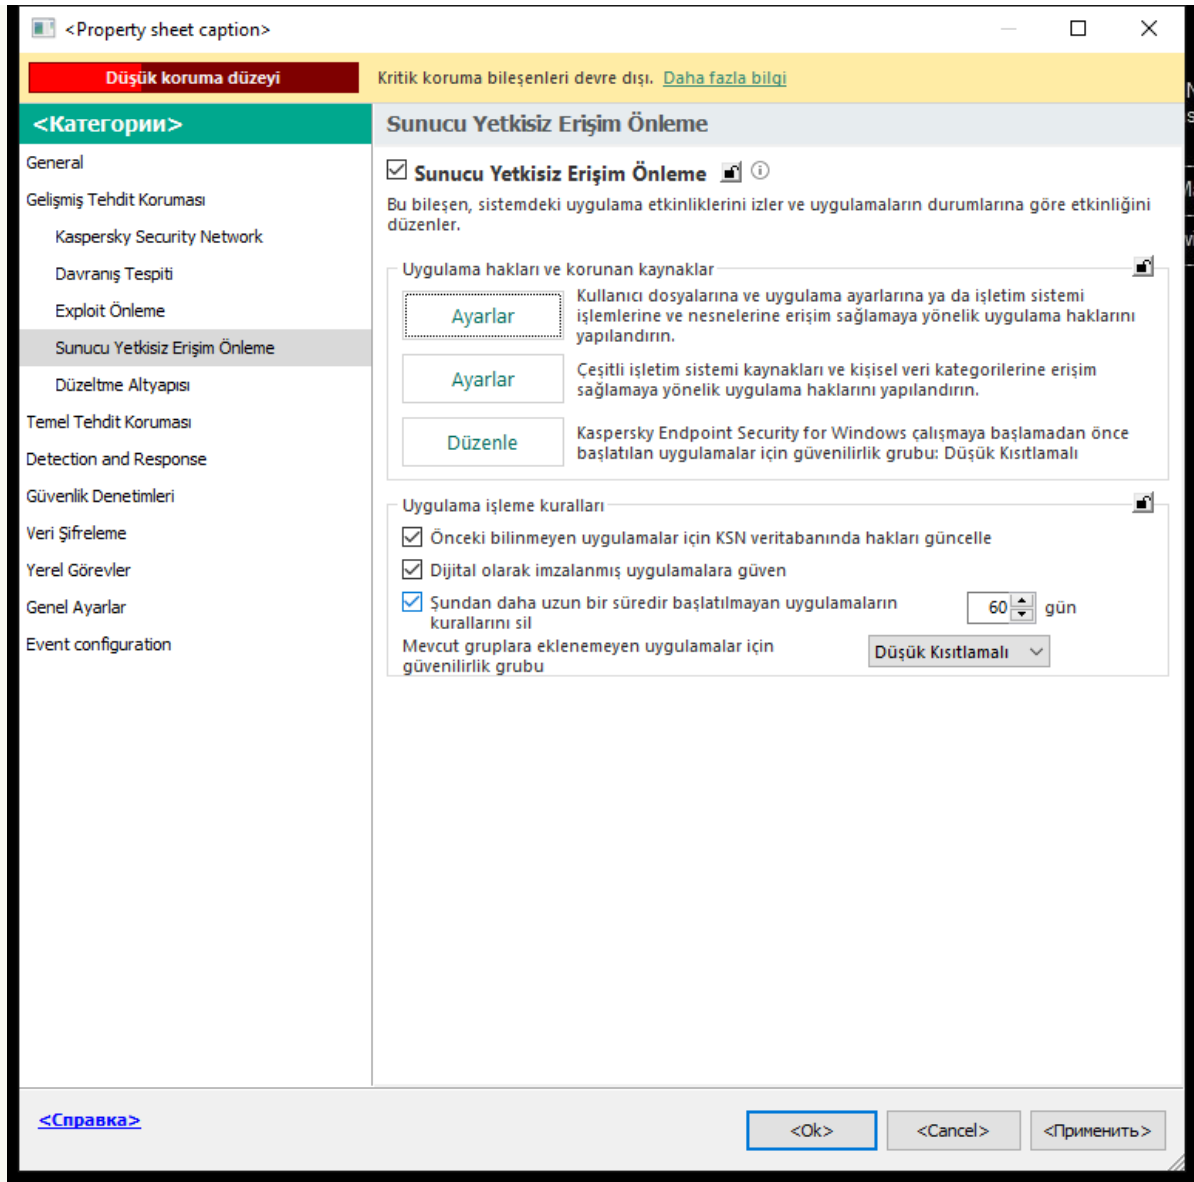 <Property sheet caption>
Düşük koruma düzeyi
Kritik koruma bileşenleri devre dışı. Daha fazla bilgi
<Категории>
General
Gelişmiş Tehdit Koruması
Kaspersky Security Network
Davranış Tespiti
Exploit Önleme
Sunucu Yetkisiz Erişim Önleme
Düzeltme Altyapısı
Temel Tehdit Koruması
Detection and Response
Güvenlik Denetimleri
Veri Şifreleme
Yerel Görevler
Genel Ayarlar
Event configuration
Sunucu Yetkisiz Erişim Önleme
Sunucu Yetkisiz Erişim Önleme
Bu bileşen, sistemdeki uygulama etkinliklerini izler ve uygulamaların durumlarına göre etkinliğini
düzenler.
Uygulama hakları ve korunan kaynaklar
Ayarlar
Kullanıcı dosyalarına ve uygulama ayarlarına ya da işletim sistemi
işlemlerine ve nesnelerine erişim sağlamaya yönelik uygulama haklarını
yapılandırın.
Ayarlar
Çeşitli işletim sistemi kaynakları ve kişisel veri kategorilerine erişim
sağlamaya yönelik uygulama haklarını yapılandırın.
Düzenle
Kaspersky Endpoint Security for Windows çalışmaya başlamadan önce
başlatılan uygulamalar için güvenilirlik grubu: Düşük Kısıtlamalı
Uygulama işleme kuralları
Önceki bilinmeyen uygulamalar için KSN veritabanında hakları güncelle
Dijital olarak imzalanmış uygulamalara güven
Şundan daha uzun bir süredir başlatılmayan uygulamaların
kurallarını sil
60 gün
Mevcut gruplara eklenemeyen uygulamalar için
güvenilirlik grubu
Düşük Kısıtlamalı
<Справка>
<Ok>
<Cancel>
<Применить>